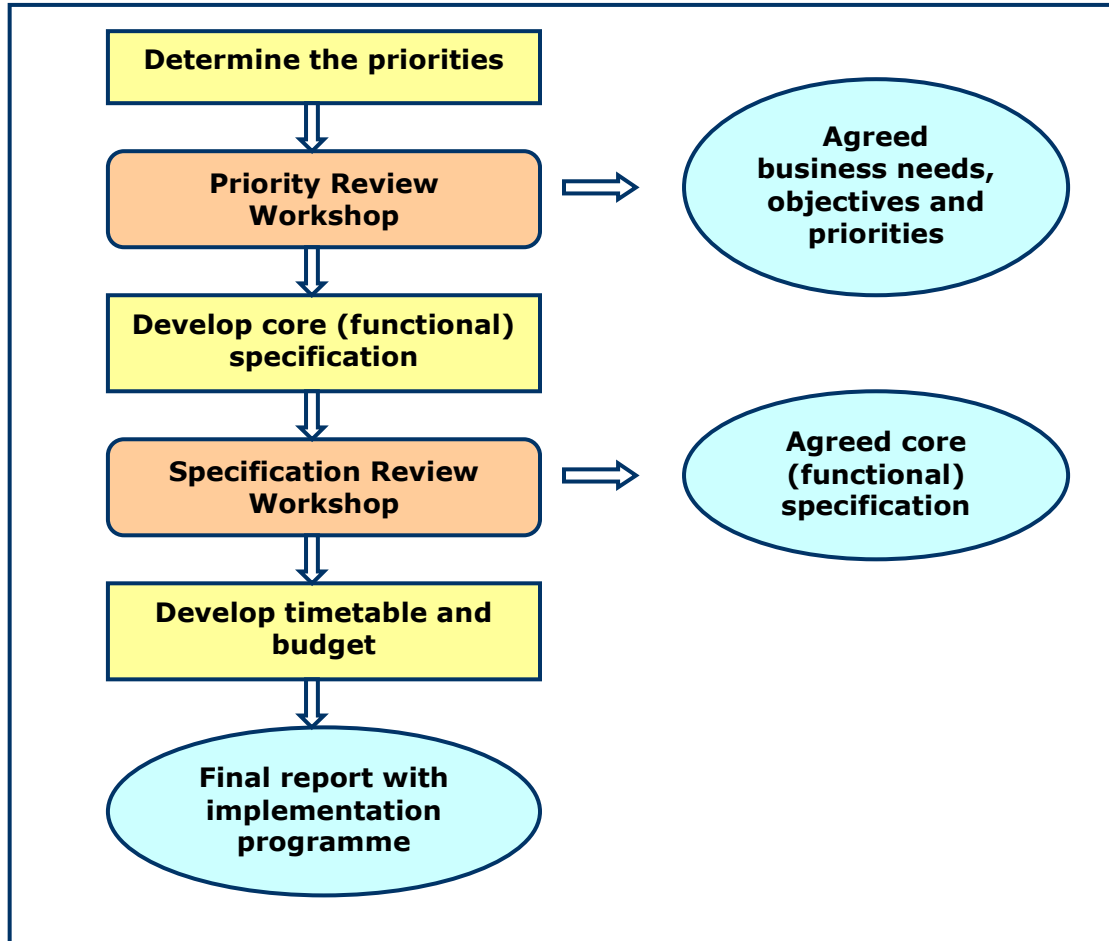 Determine the priorities
Priority Review
Workshop
Agreed
business needs,
objectives and
priorities
Develop core (functional)
specification
Specification Review
Workshop
Agreed core
(functional)
specification
Develop timetable and
budget
Final report with
implementation
programme